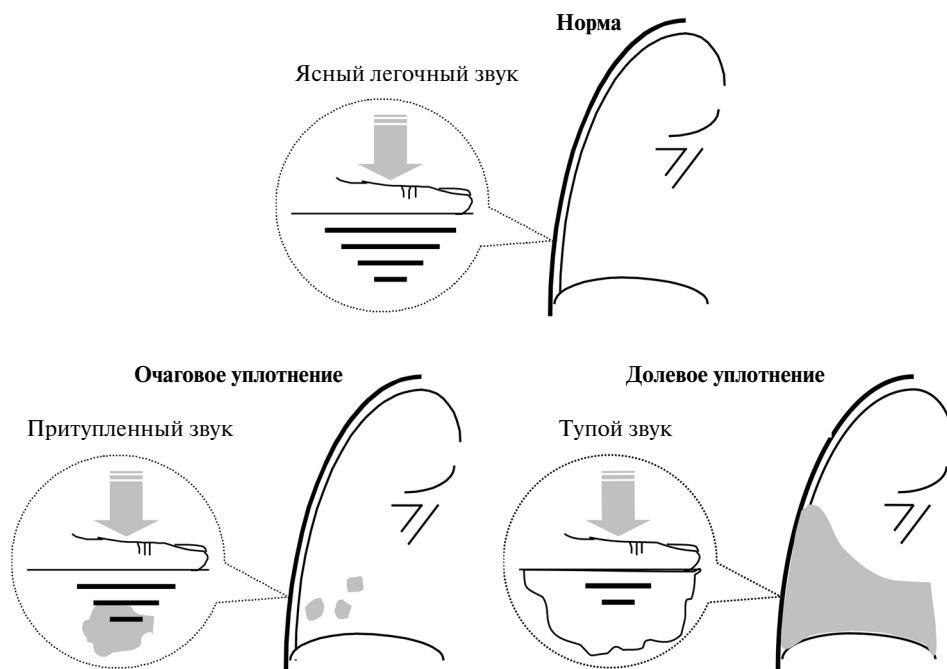 Норма
Ясный легочный звук
Очаговое уплотнение
Долевое уплотнение
Притупленный звук
Тупой звук